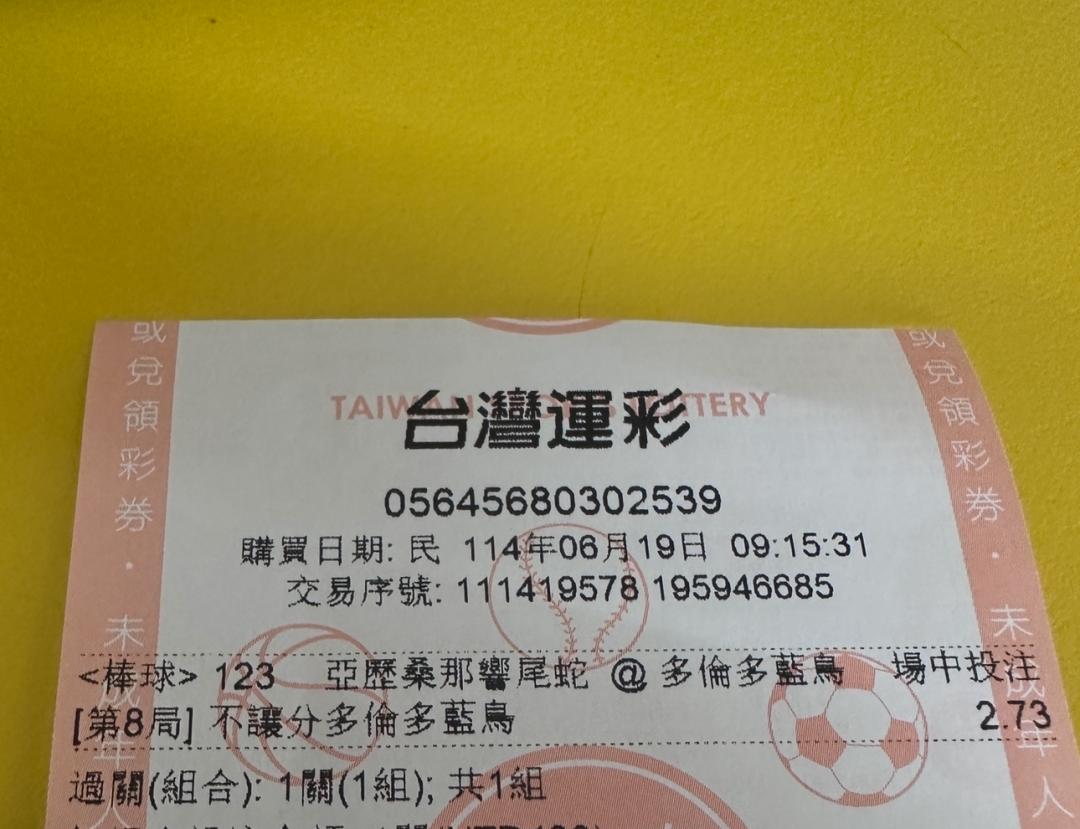 TAIWAN SPORTS LOTTERY
台灣運彩
05645680302539
購買日期: 民 114年06月19日 09:15:31
交易序號: 111419578 195946685
<棒球> 123 亞歷桑那響尾蛇 @ 多倫多藍鳥 場中投注
[第8局] 不讓分多倫多藍鳥 2.73
過關(組合): 1關(1組); 共1組
或兌領彩券．未成年人
或兌領彩券．未成年人